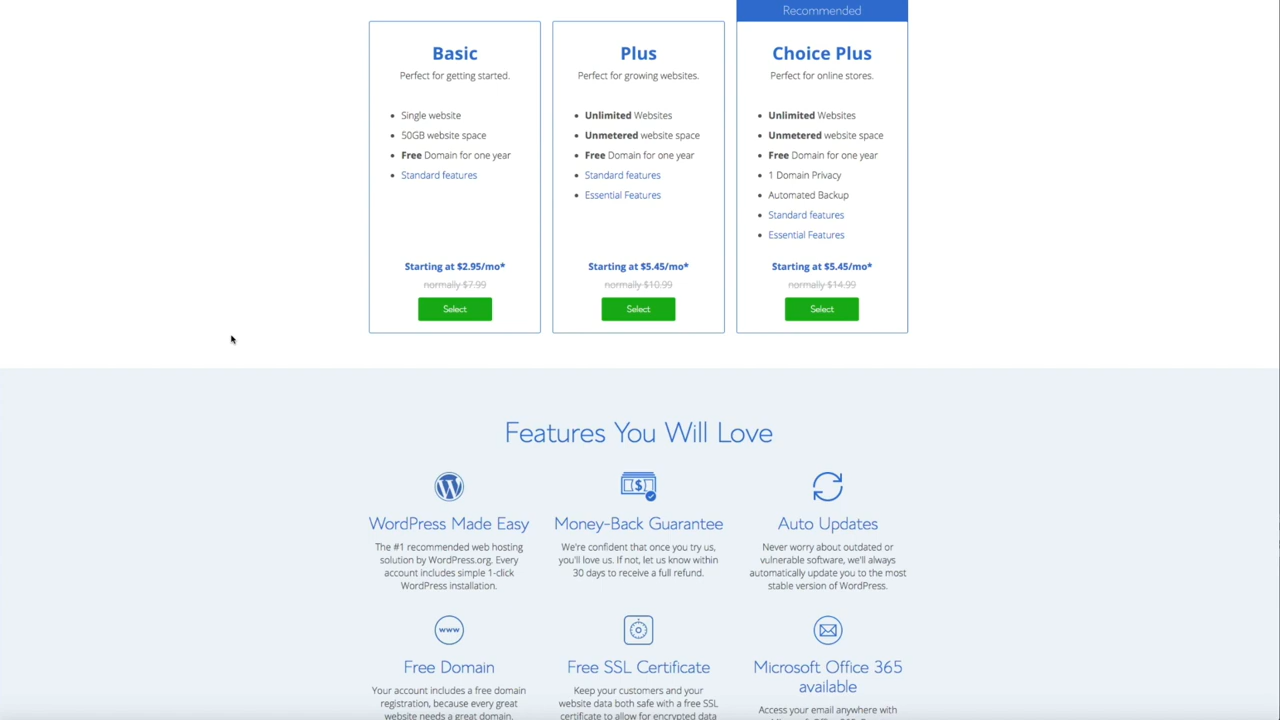 Recommended
Basic
Perfect for getting started.
• Single website
• 50GB website space
• Free Domain for one year
• Standard features
Starting at $2.95/mo*
normally $7.99
Select
Plus
Perfect for growing websites.
• Unlimited Websites
• Unmetered website space
• Free Domain for one year
• Standard features
• Essential Features
Starting at $5.45/mo*
normally $10.99
Select
Choice Plus
Perfect for online stores.
• Unlimited Websites
• Unmetered website space
• Free Domain for one year
• 1 Domain Privacy
• Automated Backup
• Standard features
• Essential Features
Starting at $5.45/mo*
normally $14.99
Select
Features You Will Love
WordPress Made Easy
The #1 recommended web hosting
solution by WordPress.org. Every
account includes simple 1-click
WordPress installation.
Money-Back Guarantee
We're confident that once you try us,
you'll love us. If not, let us know within
30 days to receive a full refund.
Auto Updates
Never worry about outdated or
vulnerable software, we'll always
automatically update you to the most
stable version of WordPress.
www
Free Domain
Your account includes a free domain
registration, because every great
website needs a great domain.
Free SSL Certificate
Keep your customers and your
website data both safe with a free SSL
certificate to allow for encrypted data
Microsoft Office 365
available
Access your email anywhere with